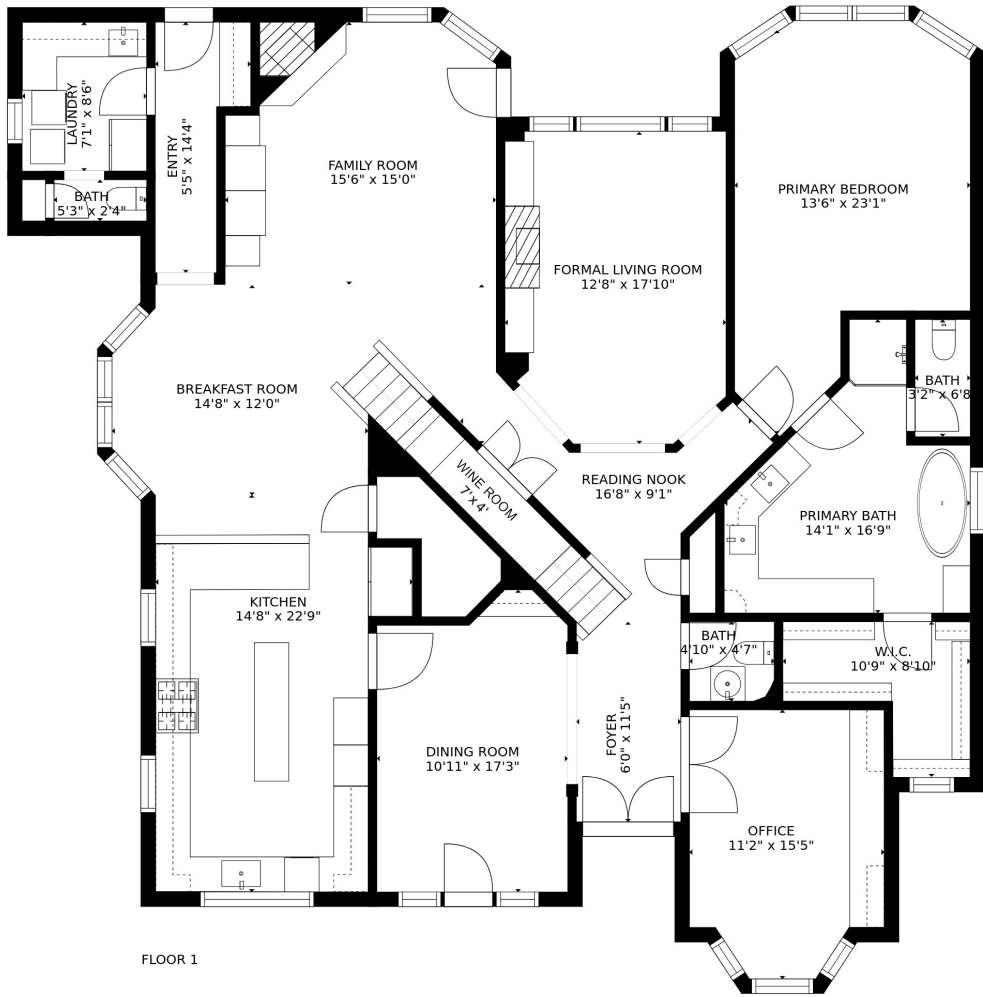 LAUNDRY
7'1" x 8'6"
BATH
5'3" x 2'4"
ENTRY
5'5" x 14'4"
FAMILY ROOM
15'6" x 15'0"
FORMAL LIVING ROOM
12'8" x 17'10"
PRIMARY BEDROOM
13'6" x 23'1"
BREAKFAST ROOM
14'8" x 12'0"
BATH
3'2" x 6'8
WINE ROOM
7'x4'
READING NOOK
16'8" x 9'1"
PRIMARY BATH
14'1" x 16'9"
KITCHEN
14'8" x 22'9"
BATH
4'10" x 4'7"
W.I.C.
10'9" x 8'10"
DINING ROOM
10'11" x 17'3"
FOYER
6'0" x 11'5"
OFFICE
11'2" x 15'5"
FLOOR 1